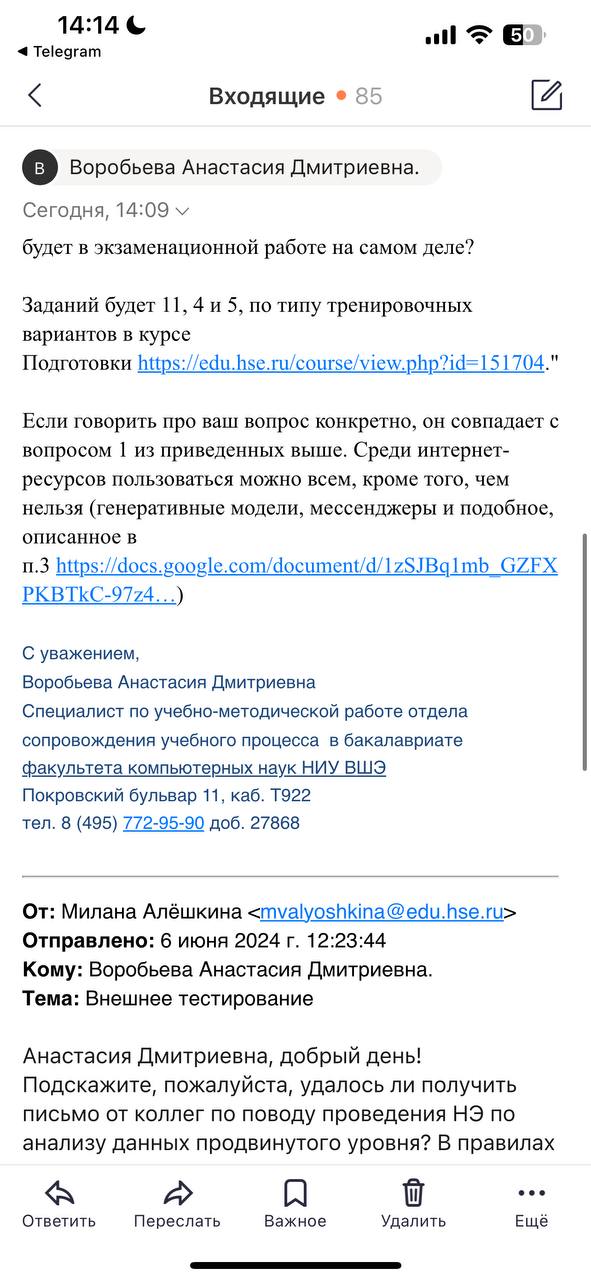 14:14
50
◀ Telegram
Входящие • 85
В Воробьева Анастасия Дмитриевна.
Сегодня, 14:09
будет в экзаменационной работе на самом деле?
Заданий будет 11, 4 и 5, по типу тренировочных
вариантов в курсе
Подготовки https://edu.hse.ru/course/view.php?id=151704."
Если говорить про ваш вопрос конкретно, он совпадает с
вопросом 1 из приведенных выше. Среди интернет-
ресурсов пользоваться можно всем, кроме того, чем
нельзя (генеративные модели, мессенджеры и подобное,
описанное в
п.3 https://docs.google.com/document/d/1zSJBq1mb_GZFX
PKBTkC-97z4…)
С уважением,
Воробьева Анастасия Дмитриевна
Специалист по учебно-методической работе отдела
сопровождения учебного процесса  в бакалавриате
факультета компьютерных наук НИУ ВШЭ
Покровский бульвар 11, каб. T922
тел. 8 (495) 772-95-90 доб. 27868
От: Милана Алёшкина <mvalyoshkina@edu.hse.ru>
Отправлено: 6 июня 2024 г. 12:23:44
Кому: Воробьева Анастасия Дмитриевна.
Тема: Внешнее тестирование
Анастасия Дмитриевна, добрый день!
Подскажите, пожалуйста, удалось ли получить
письмо от коллег по поводу проведения НЭ по
анализу данных продвинутого уровня? В правилах
Ответить Переслать Важное Удалить Ещё